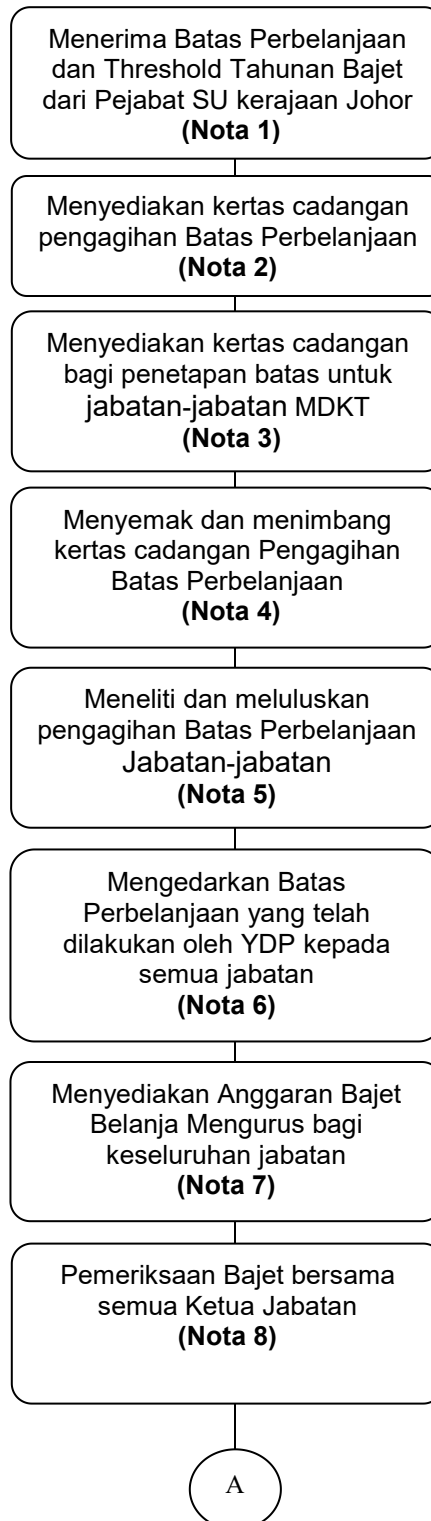 Menerima Batas Perbelanjaan
dan Threshold Tahunan Bajet
dari Pejabat SU kerajaan Johor
(Nota 1)
Menyediakan kertas cadangan
pengagihan Batas Perbelanjaan
(Nota 2)
Menyediakan kertas cadangan
bagi penetapan batas untuk
jabatan-jabatan MDKT
(Nota 3)
Menyemak dan menimbang
kertas cadangan Pengagihan
Batas Perbelanjaan
(Nota 4)
Meneliti dan meluluskan
pengagihan Batas Perbelanjaan
Jabatan-jabatan
(Nota 5)
Mengedarkan Batas
Perbelanjaan yang telah
dilakukan oleh YDP kepada
semua jabatan
(Nota 6)
Menyediakan Anggaran Bajet
Belanja Mengurus bagi
keseluruhan jabatan
(Nota 7)
Pemeriksaan Bajet bersama
semua Ketua Jabatan
(Nota 8)
A